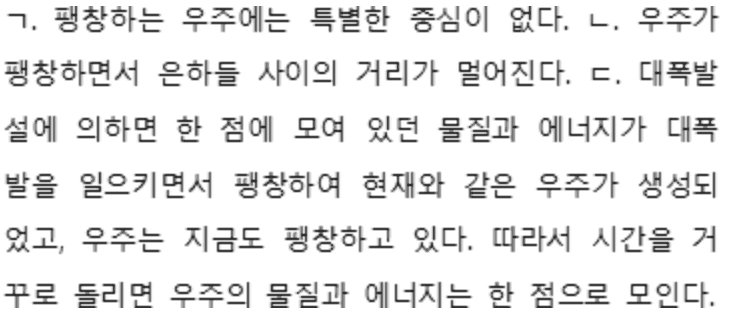 ㄱ. 팽창하는 우주에는 특별한 중심이 없다. ㄴ. 우주가
팽창하면서 은하들 사이의 거리가 멀어진다. ㄷ. 대폭발
설에 의하면 한 점에 모여 있던 물질과 에너지가 대폭
발을 일으키면서 팽창하여 현재와 같은 우주가 생성되
었고, 우주는 지금도 팽창하고 있다. 따라서 시간을 거
꾸로 돌리면 우주의 물질과 에너지는 한 점으로 모인다.